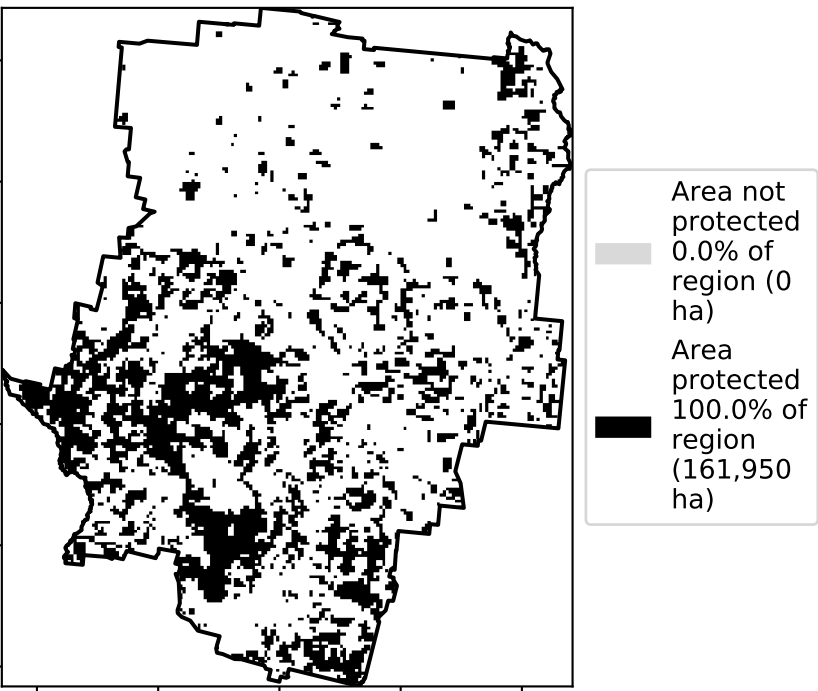 Area not
protected
0.0% of
region (0
ha)
Area
protected
100.0% of
region
(161,950
ha)